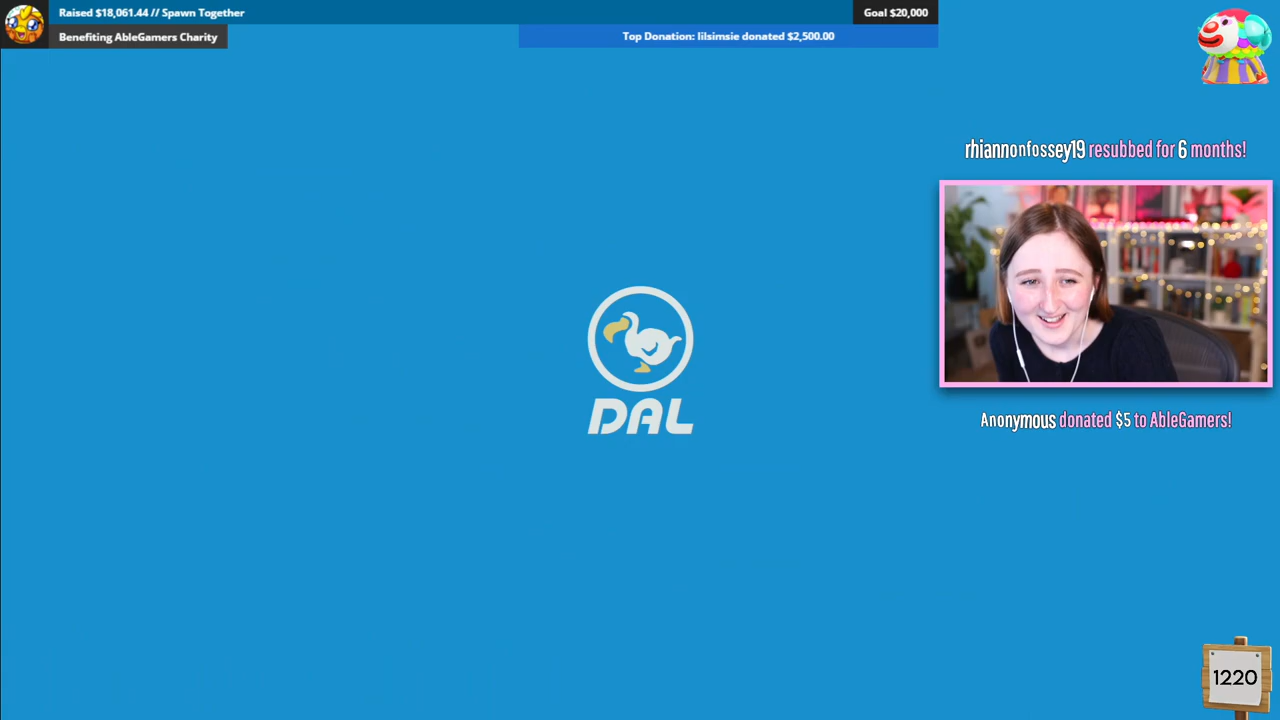 Raised $18,061.44 // Spawn Together
Goal $20,000
Benefiting AbleGamers Charity
Top Donation: lilsimsie donated $2,500.00
rhiannonfossey19 resubbed for 6 months!
DAL
Anonymous donated $5 to AbleGamers!
1220